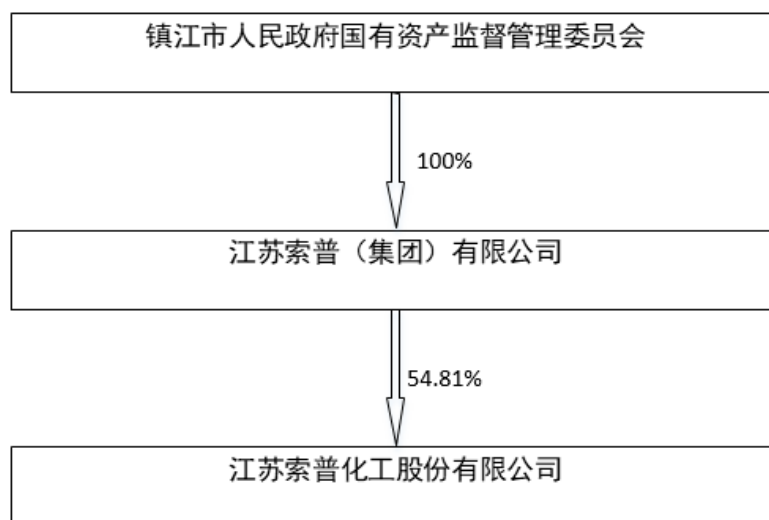 镇江市人民政府国有资产监督管理委员会
100%
江苏索普（集团）有限公司
54.81%
江苏索普化工股份有限公司